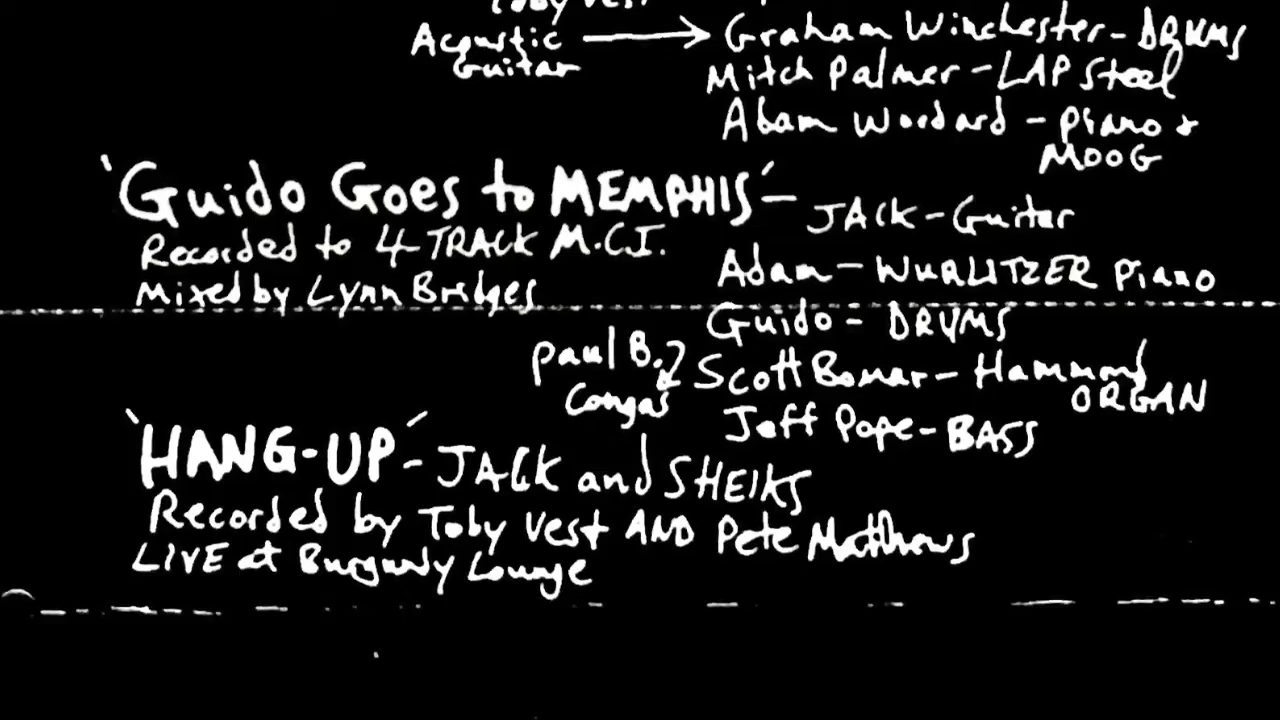 Toby Vest
Acoustic Guitar → Graham Winchester - DRUMS
Mitch Palmer - LAP Steel
Adam Woodard - piano & MOOG
'Guido Goes to MEMPHIS' - JACK - Guitar
Recorded to 4-TRACK M.C.I.
Mixed by Lynn Bridges
Adam - WURLITZER Piano
Guido - DRUMS
Paul B. Congas
Scott Bomar - Hammond ORGAN
Jeff Pope - BASS
'HANG-UP' - JACK and SHEIKS
Recorded by Toby Vest AND Pete Matthews
LIVE at Burgundy Lounge